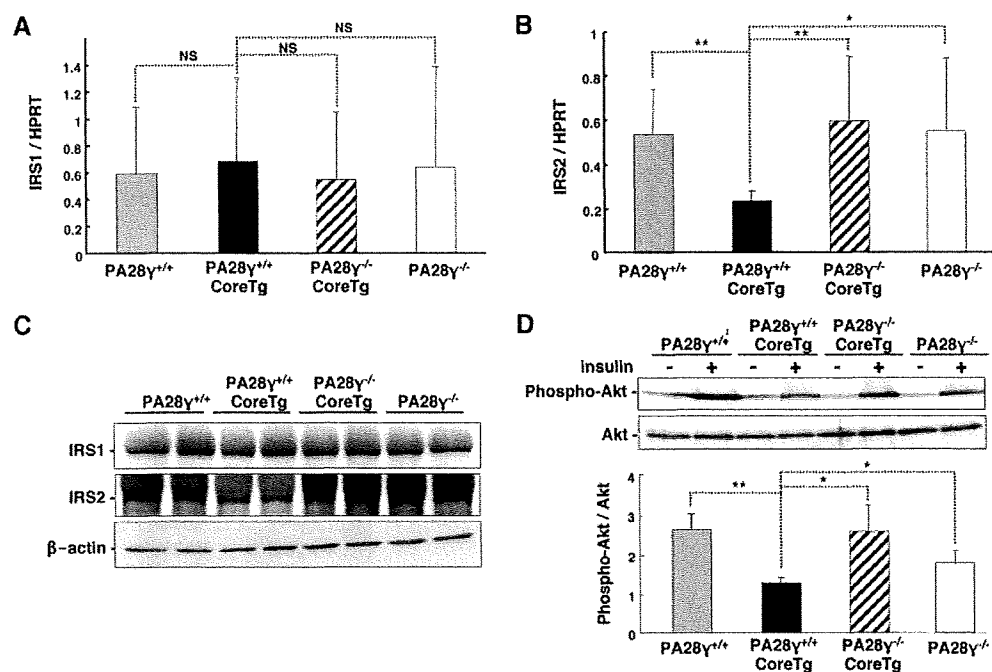 A
NS
NS
NS
IRS1 / HPRT
1.4
1.2
1
0.8
0.6
0.4
0.2
0
PA28γ+/+
PA28γ+/+
CoreTg
PA28γ-/-
CoreTg
PA28γ-/-
B
*
**
**
IRS2 / HPRT
1
0.8
0.6
0.4
0.2
0
PA28γ+/+
PA28γ+/+
CoreTg
PA28γ-/-
CoreTg
PA28γ-/-
C
PA28γ+/+
PA28γ+/+
CoreTg
PA28γ-/-
CoreTg
PA28γ-/-
IRS1
IRS2
β-actin
D
PA28γ+/+
PA28γ+/+
CoreTg
PA28γ-/-
CoreTg
PA28γ-/-
insulin - + - + - + - +
Phospho-Akt
Akt
*
**
*
Phospho-Akt / Akt
4
3
2
1
0
PA28γ+/+
PA28γ+/+
CoreTg
PA28γ-/-
CoreTg
PA28γ-/-